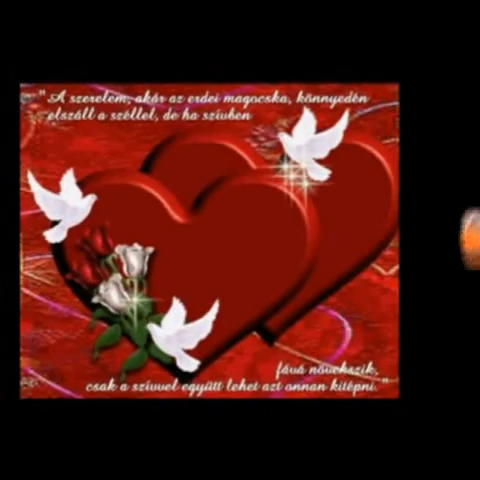 "A szerelem, akár az erdei magocska, könnyedén
elszáll a széllel, de ha szívben
fává növekszik,
csak a szívvel együtt lehet azt onnan kitépni."